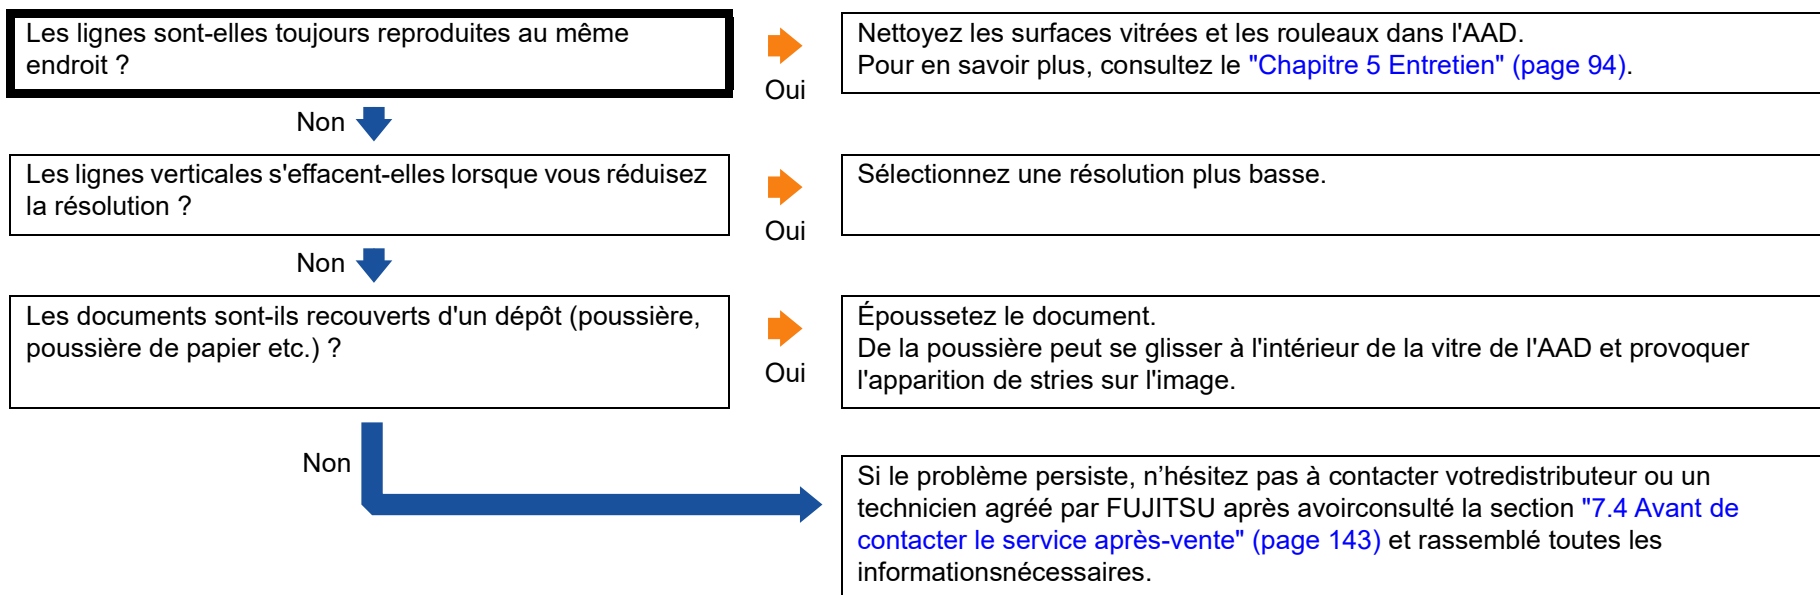 Les lignes sont-elles toujours reproduites au même
endroit ?
Oui
Nettoyez les surfaces vitrées et les rouleaux dans l'AAD.
Pour en savoir plus, consultez le "Chapitre 5 Entretien" (page 94).
Non
Les lignes verticales s'effacent-elles lorsque vous réduisez
la résolution ?
Oui
Sélectionnez une résolution plus basse.
Non
Les documents sont-ils recouverts d'un dépôt (poussière,
poussière de papier etc.) ?
Oui
Époussetez le document.
De la poussière peut se glisser à l'intérieur de la vitre de l'AAD et provoquer
l'apparition de stries sur l'image.
Non
Si le problème persiste, n’hésitez pas à contacter votredistributeur ou un
technicien agréé par FUJITSU après avoirconsulté la section "7.4 Avant de
contacter le service après-vente" (page 143) et rassemblé toutes les
informationsnécessaires.